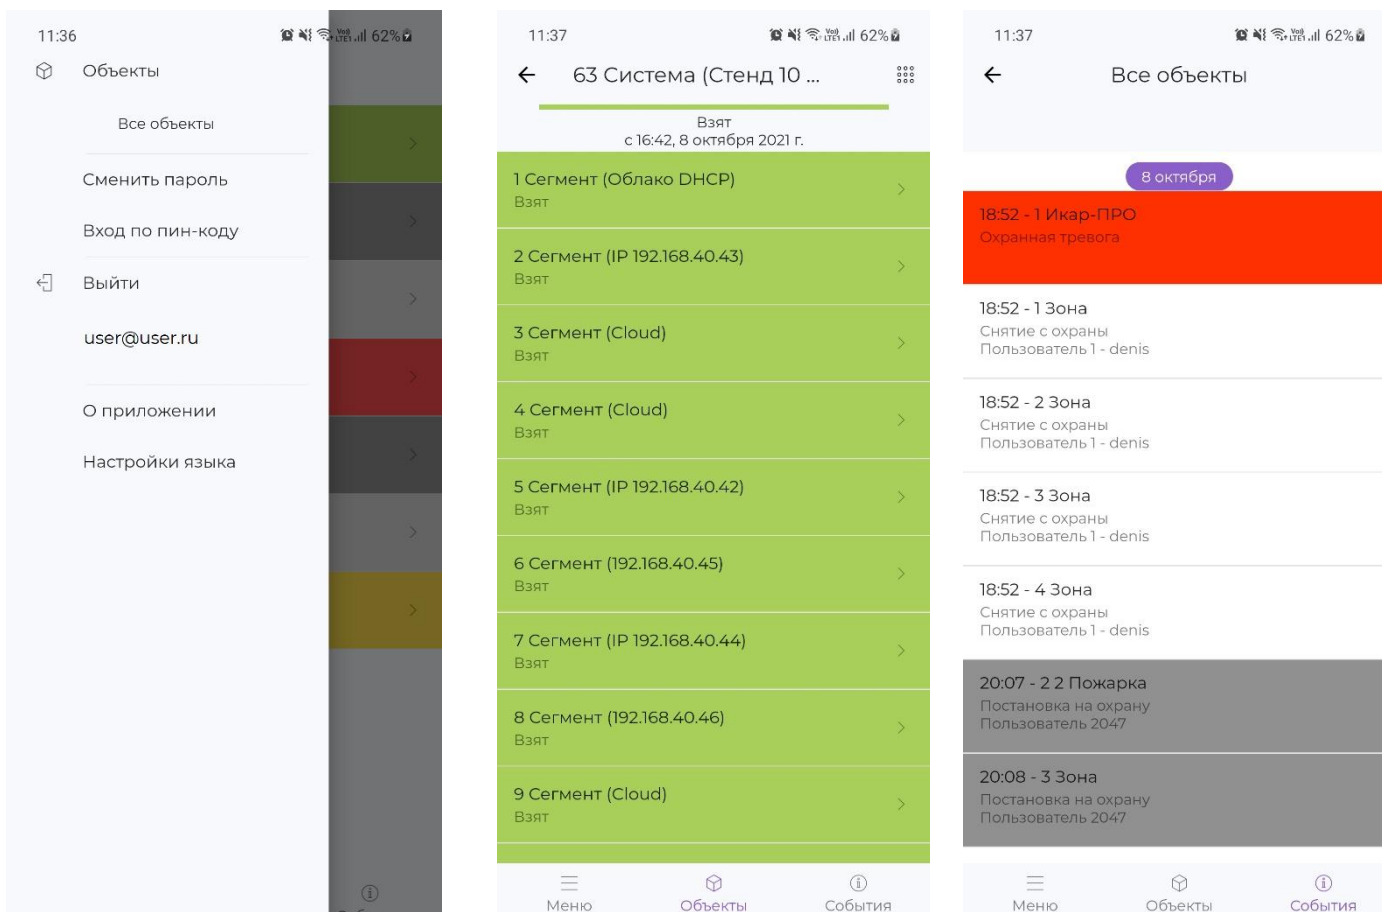 11:36
62%
Объекты
Все объекты
Сменить пароль
Вход по пин-коду
Выйти
user@user.ru
О приложении
Настройки языка
11:37
62%
63 Система (Стенд 10 ...
Взят
с 16:42, 8 октября 2021 г.
1 Сегмент (Облако DHCP)
Взят
2 Сегмент (IP 192.168.40.43)
Взят
3 Сегмент (Cloud)
Взят
4 Сегмент (Cloud)
Взят
5 Сегмент (IP 192.168.40.42)
Взят
6 Сегмент (192.168.40.45)
Взят
7 Сегмент (IP 192.168.40.44)
Взят
8 Сегмент (192.168.40.46)
Взят
9 Сегмент (Cloud)
Взят
Меню Объекты События
11:37
62%
Все объекты
8 октября
18:52 - 1 Икар-ПРО
Охранная тревога
18:52 - 1 Зона
Снятие с охраны
Пользователь 1 - denis
18:52 - 2 Зона
Снятие с охраны
Пользователь 1 - denis
18:52 - 3 Зона
Снятие с охраны
Пользователь 1 - denis
18:52 - 4 Зона
Снятие с охраны
Пользователь 1 - denis
20:07 - 2 2 Пожарка
Постановка на охрану
Пользователь 2047
20:08 - 3 Зона
Постановка на охрану
Пользователь 2047
Меню Объекты События